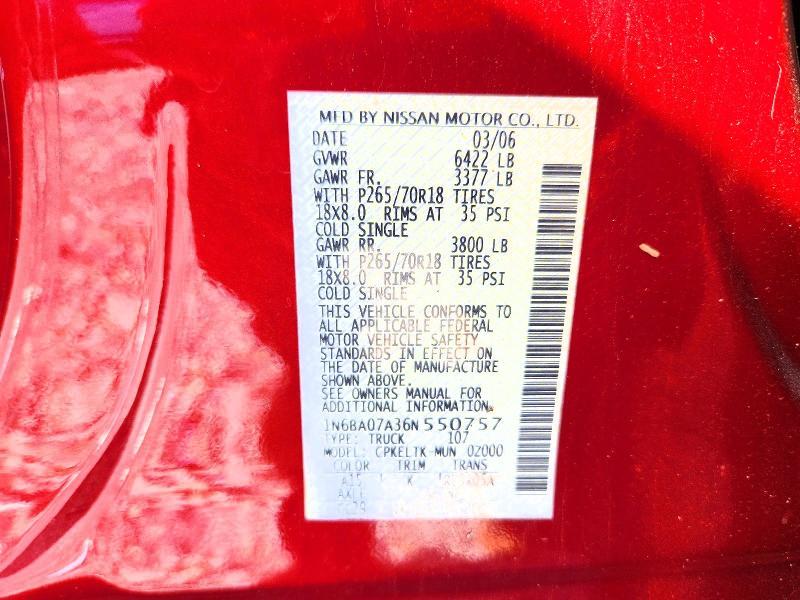 MFD BY NISSAN MOTOR CO., LTD.
DATE 03/06
GVWR 6422 LB
GAWR FR. 3377 LB
WITH P265/70R18 TIRES
18X8.0 RIMS AT 35 PSI
COLD SINGLE
GAWR RR. 3800 LB
WITH P265/70R18 TIRES
18X8.0 RIMS AT 35 PSI
COLD SINGLE
THIS VEHICLE CONFORMS TO
ALL APPLICABLE FEDERAL
MOTOR VEHICLE SAFETY
STANDARDS IN EFFECT ON
THE DATE OF MANUFACTURE
SHOWN ABOVE.
SEE OWNERS MANUAL FOR
ADDITIONAL INFORMATION.
1N6BA07A36N550757
TYPE: TRUCK 107
MODEL: CPKELTK-MUN 02000
COLOR TRIM TRANS
A15 K
AXLE